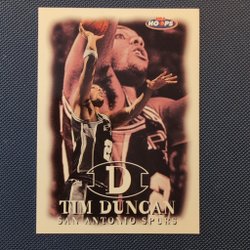 HOOPS
D
TIM DUNCAN
SAN ANTONIO SPURS